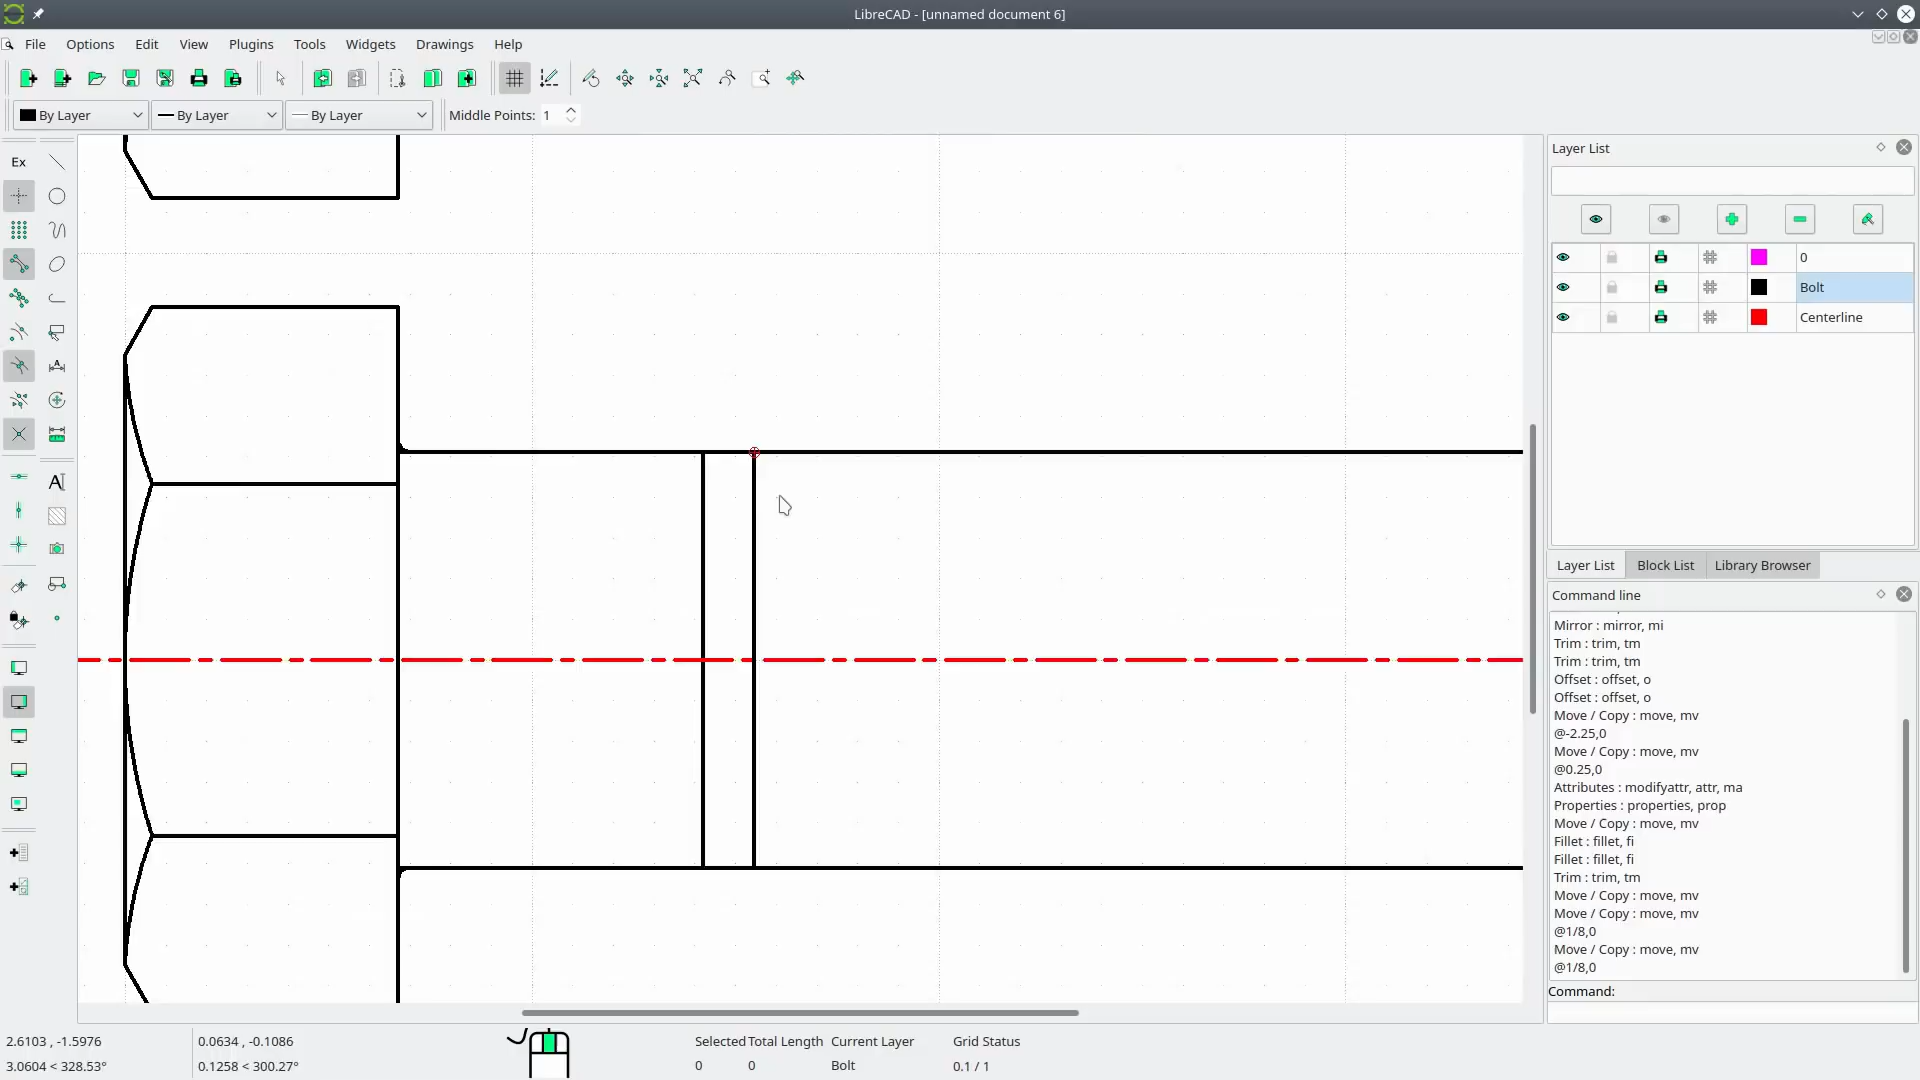 LibreCAD - [unnamed document 6]
File Options Edit View Plugins Tools Widgets Drawings Help
By Layer By Layer By Layer Middle Points: 1
Ex
A
Layer List
0
Bolt
Centerline
Layer List Block List Library Browser
Command line
Mirror : mirror, mi
Trim : trim, tm
Trim : trim, tm
Offset : offset, o
Offset : offset, o
Move / Copy : move, mv
@-2.25,0
Move / Copy : move, mv
@0.25,0
Attributes : modifyattr, attr, ma
Properties : properties, prop
Move / Copy : move, mv
Fillet : fillet, fi
Fillet : fillet, fi
Trim : trim, tm
Move / Copy : move, mv
Move / Copy : move, mv
@1/8,0
Move / Copy : move, mv
@1/8,0
Command:
2.6103 , -1.5976 0.0634 , -0.1086 Selected Total Length Current Layer Grid Status
3.0604 < 328.53° 0.1258 < 300.27° 0 0 Bolt 0.1 / 1